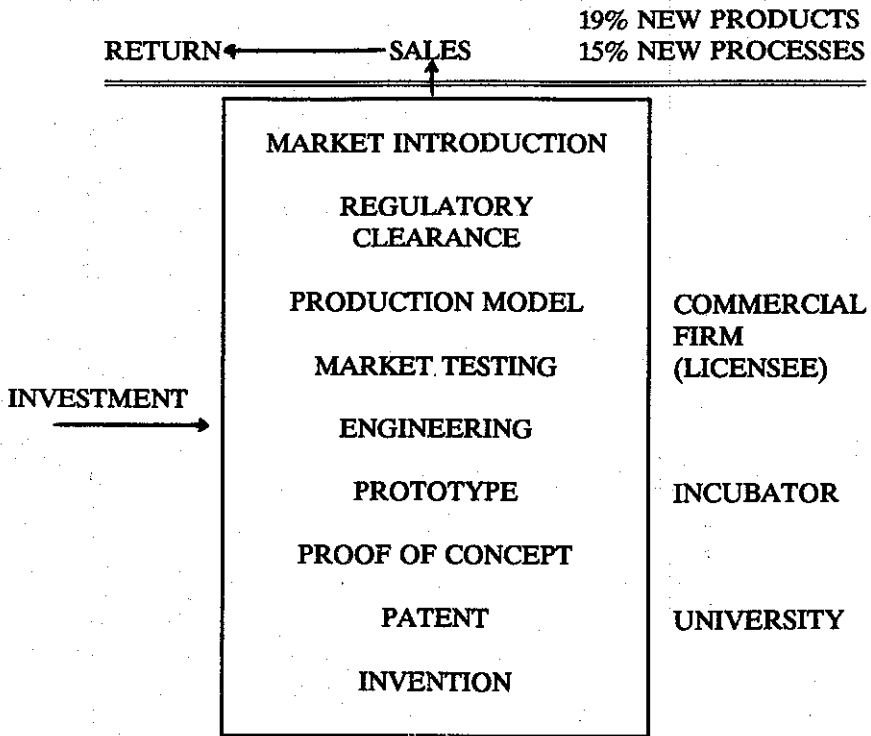 19% NEW PRODUCTS
RETURN
SALES
15% NEW PROCESSES
MARKET INTRODUCTION
REGULATORY
CLEARANCE
PRODUCTION MODEL
COMMERCIAL
FIRM
(LICENSEE)
MARKET TESTING
INVESTMENT
ENGINEERING
PROTOTYPE
INCUBATOR
PROOF OF CONCEPT
PATENT
UNIVERSITY
INVENTION